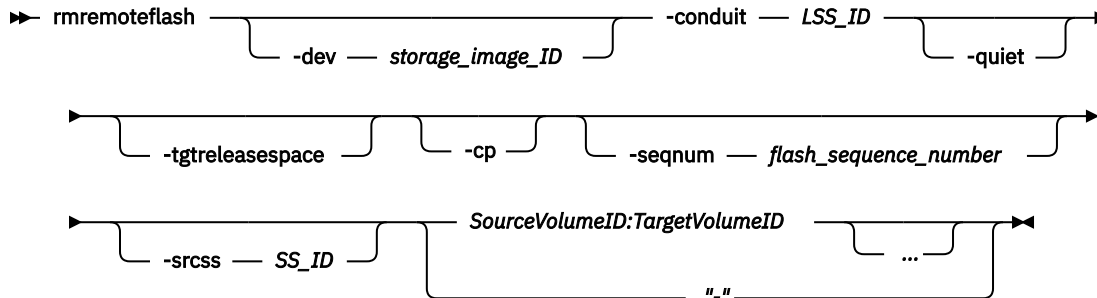 rmremoteflash -conduit LSS_ID
-dev storage_image_ID -quiet
-tgtreleasespace -cp -seqnum flash_sequence_number
SourceVolumeID:TargetVolumeID
-srcss SS_ID ...
"-"